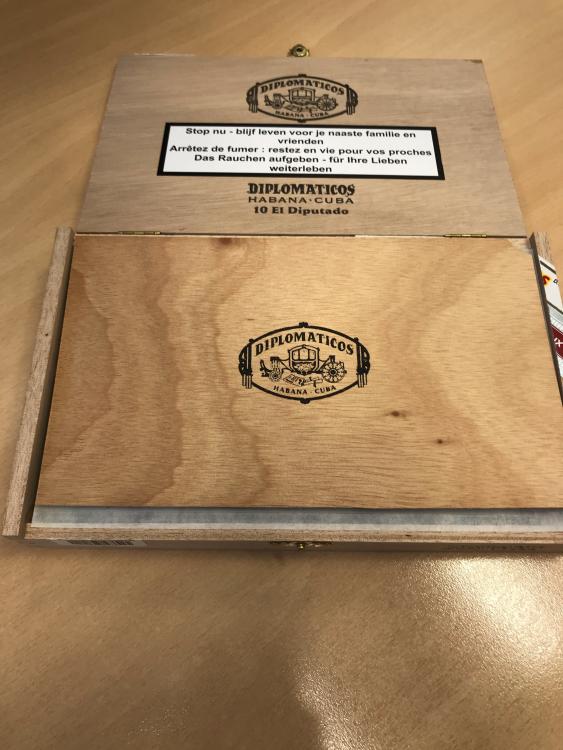 DIPLOMATICOS
HABANA · CUBA
Stop nu - blijf leven voor je naaste familie en
vrienden
Arrêtez de fumer : restez en vie pour vos proches
Das Rauchen aufgeben - für Ihre Lieben
weiterleben
DIPLOMATICOS
HABANA · CUBA
10 El Diputado
DIPLOMATICOS
HABANA · CUBA